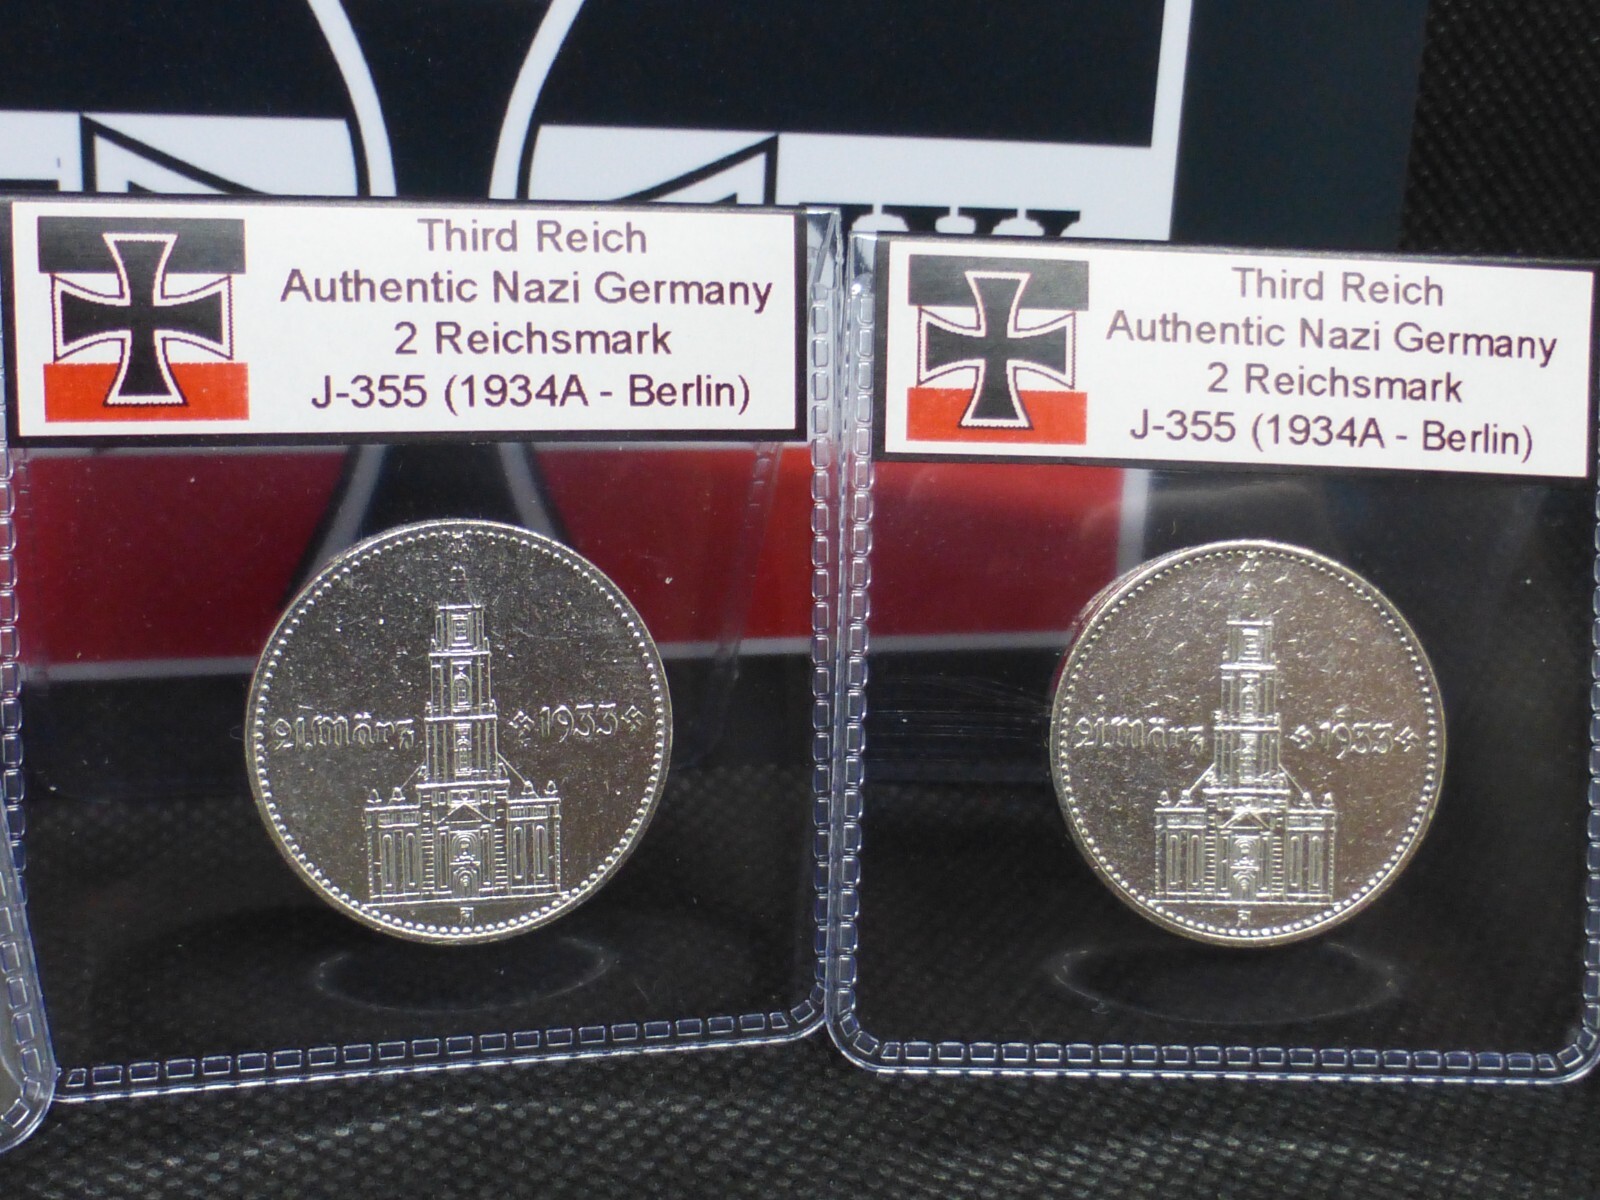 W
Third Reich
Authentic Nazi Germany
2 Reichsmark
J-355 (1934A - Berlin)
Third Reich
Authentic Nazi Germany
2 Reichsmark
J-355 (1934A - Berlin)
21. März 1933
A
21. März 1933
A